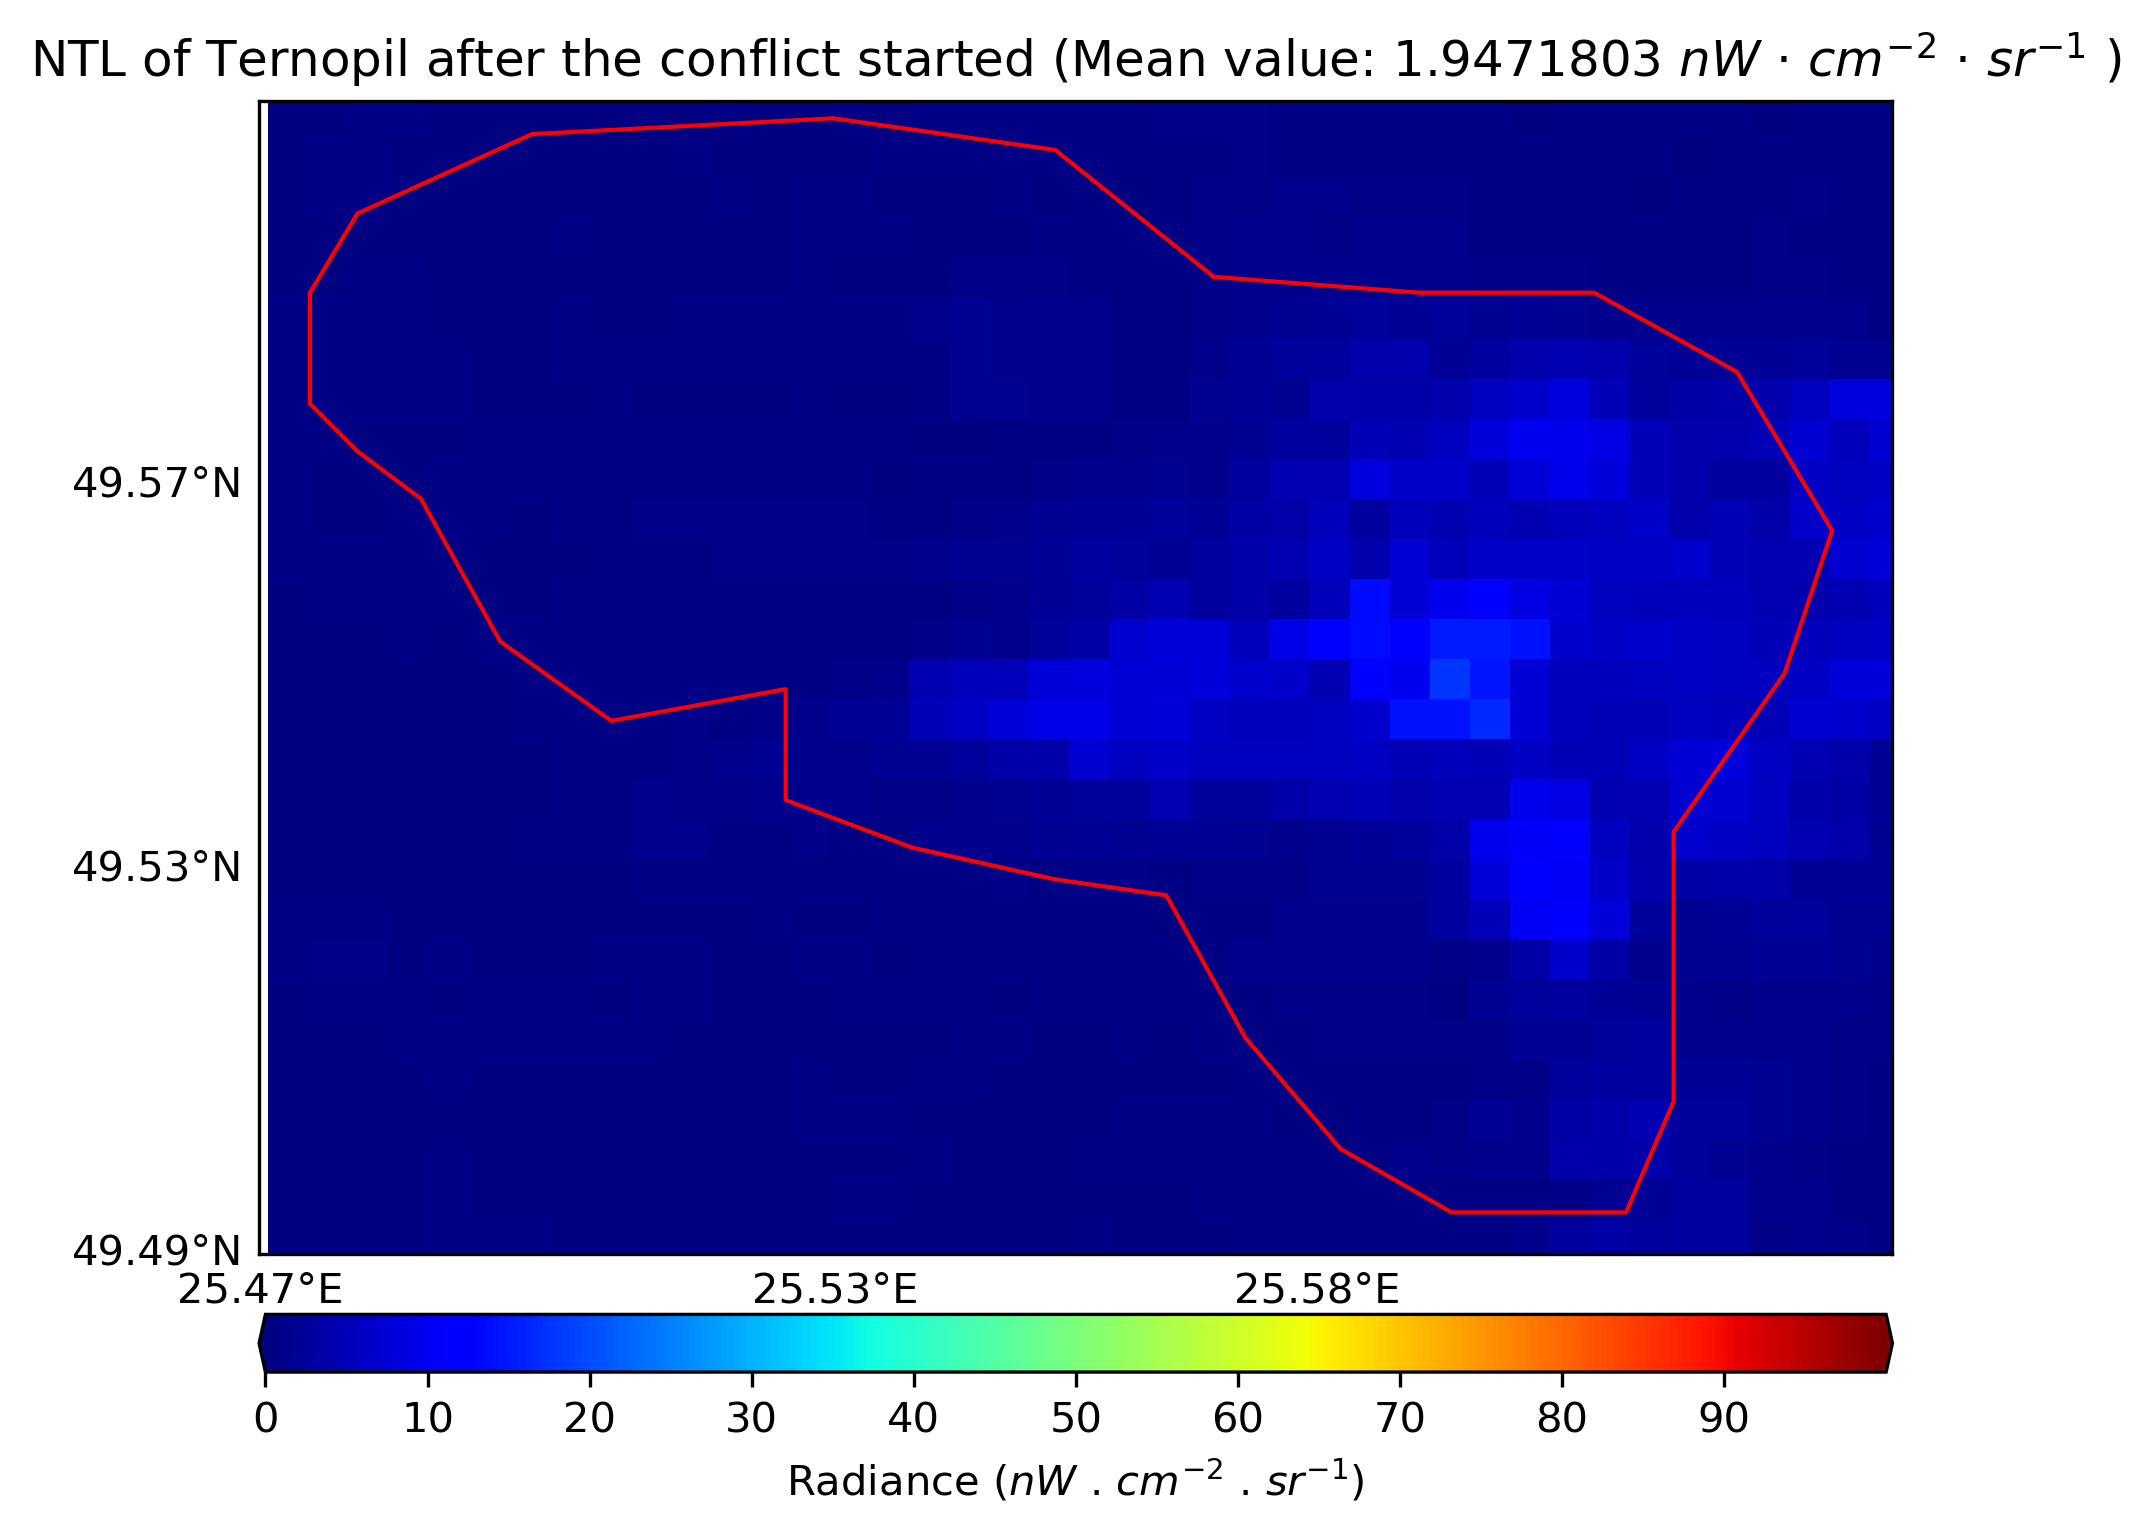 NTL of Ternopil after the conflict started (Mean value: 1.9471803 nW · cm⁻² · sr⁻¹ )
49.57°N
49.53°N
49.49°N
25.47°E 25.53°E 25.58°E
0 10 20 30 40 50 60 70 80 90
Radiance (nW . cm⁻² . sr⁻¹)